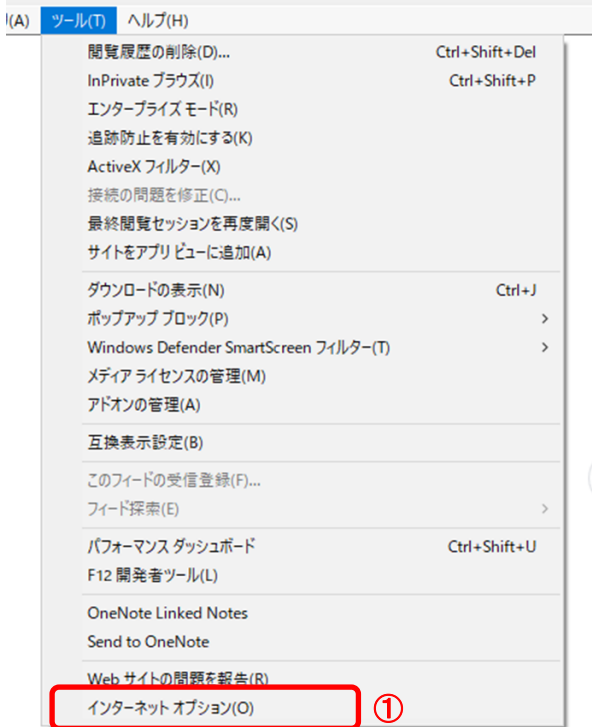 (A) ツール(T) ヘルプ(H)
閲覧履歴の削除(D)... Ctrl+Shift+Del
InPrivate ブラウズ(I) Ctrl+Shift+P
エンタープライズ モード(R)
追跡防止を有効にする(K)
ActiveX フィルター(X)
接続の問題を修正(C)...
最終閲覧セッションを再度開く(S)
サイトをアプリ ビューに追加(A)
ダウンロードの表示(N) Ctrl+J
ポップアップ ブロック(P)
Windows Defender SmartScreen フィルター(T)
メディア ライセンスの管理(M)
アドオンの管理(A)
互換表示設定(B)
このフィードの受信登録(F)...
フィード探索(E)
パフォーマンス ダッシュボード Ctrl+Shift+U
F12 開発者ツール(L)
OneNote Linked Notes
Send to OneNote
Web サイトの問題を報告(R)
インターネット オプション(O) ①